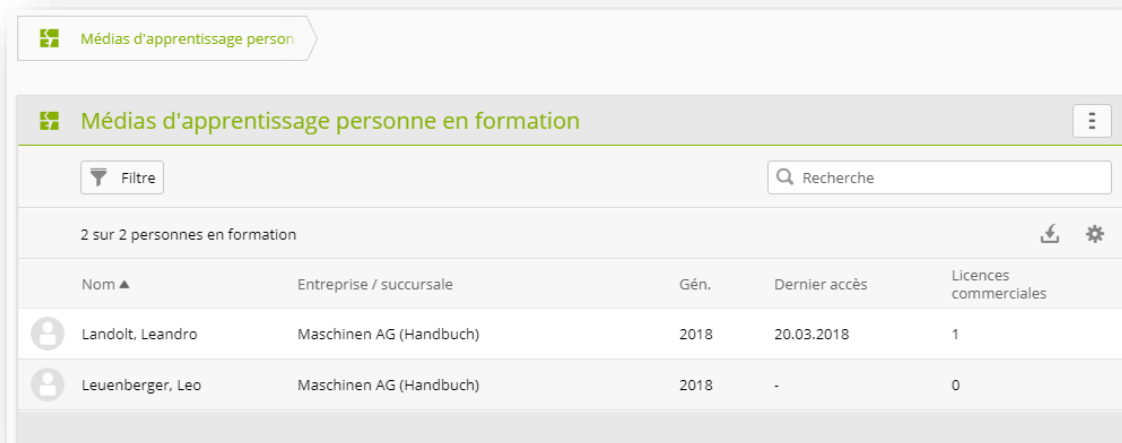 Médias d'apprentissage person
Médias d'apprentissage personne en formation
Filtre
Recherche
2 sur 2 personnes en formation
Nom ▲ Entreprise / succursale Gén. Dernier accès Licences commerciales
Landolt, Leandro Maschinen AG (Handbuch) 2018 20.03.2018 1
Leuenberger, Leo Maschinen AG (Handbuch) 2018 - 0